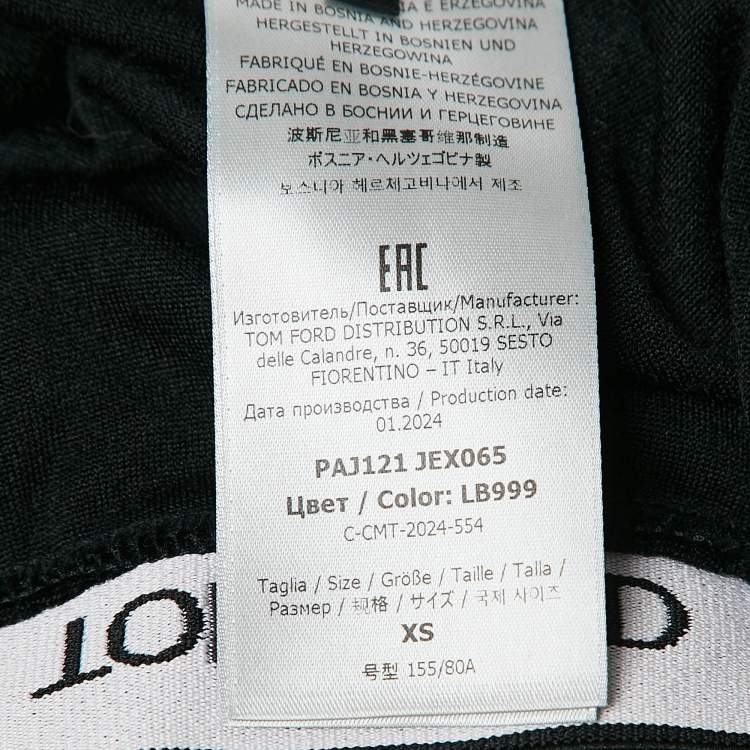 MADE IN BOSNIA AND HERZEGOVINA
HERGESTELLT IN BOSNIEN UND
HERZEGOWINA
FABRIQUÉ EN BOSNIE-HERZÉGOVINE
FABRICADO EN BOSNIA Y HERZEGOVINA
СДЕЛАНО В БОСНИИ И ГЕРЦЕГОВИНЕ
波斯尼亚和黑塞哥维那制造
ボスニア・ヘルツェゴビナ製
보스니아 헤르체고비나에서 제조
EAC
Изготовитель/Поставщик/Manufacturer:
TOM FORD DISTRIBUTION S.R.L., Via
delle Calandre, n. 36, 50019 SESTO
FIORENTINO – IT Italy
Дата производства / Production date:
01.2024
PAJ121 JEX065
Цвет / Color: LB999
C-CMT-2024-554
Taglia / Size / Größe / Taille / Talla /
Размер / 规格 / サイズ / 국제 사이즈
XS
号型 155/80A